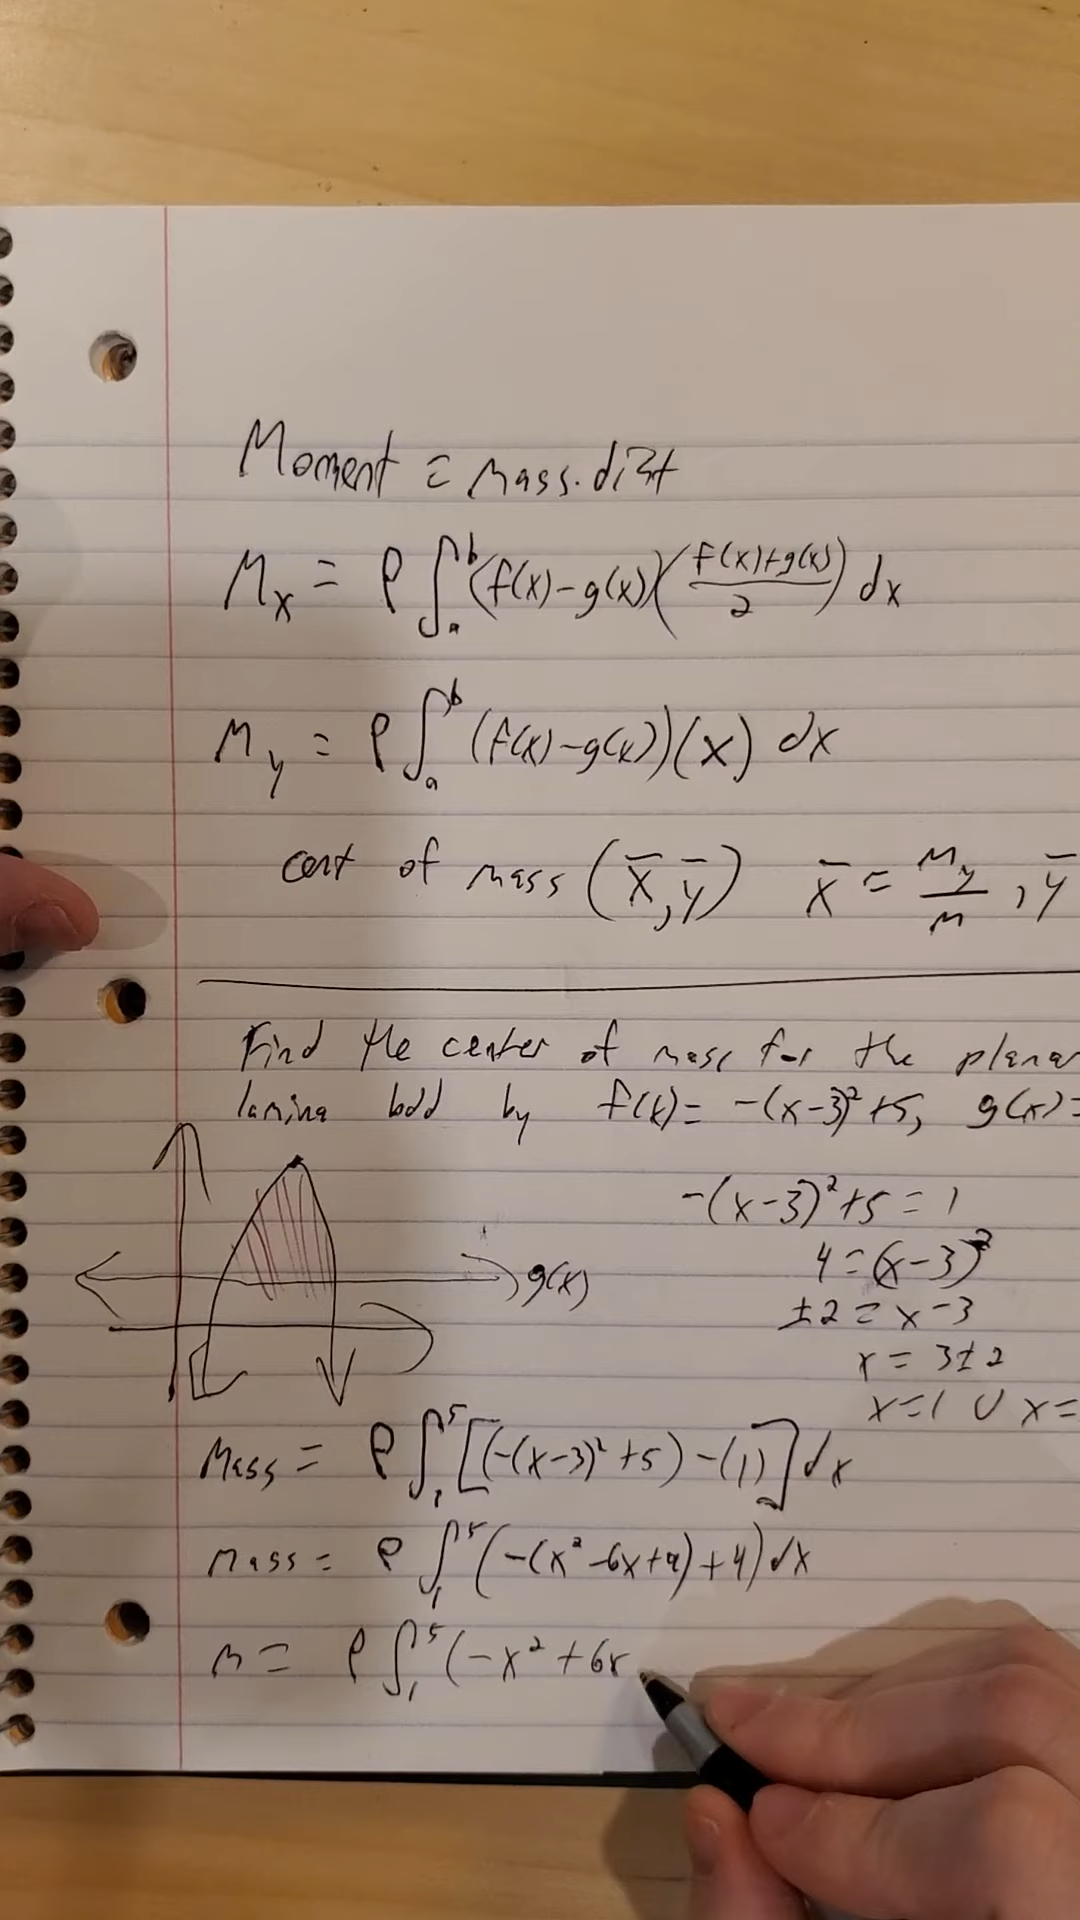 Moment = mass·dist
Mx = ρ∫ₐᵇ(f(x)-g(x))((f(x)+g(x))/2) dx
My = ρ∫ₐᵇ(f(x)-g(x))(x) dx
cent of mass (x̄,ȳ) x̄ = My/m , ȳ
Find the center of mass for the planar
lamina bdd by f(x)= -(x-3)²+5, g(x)=
-(x-3)²+5=1
4=(x-3)²
±2=x-3
g(x)
x=3±2
x=1 ∪ x=
Mass = ρ∫₁⁵[(-(x-3)²+5)-(1)]dx
mass = ρ∫₁⁵(-(x²-6x+9)+4)dx
m = ρ∫₁⁵(-x²+6x